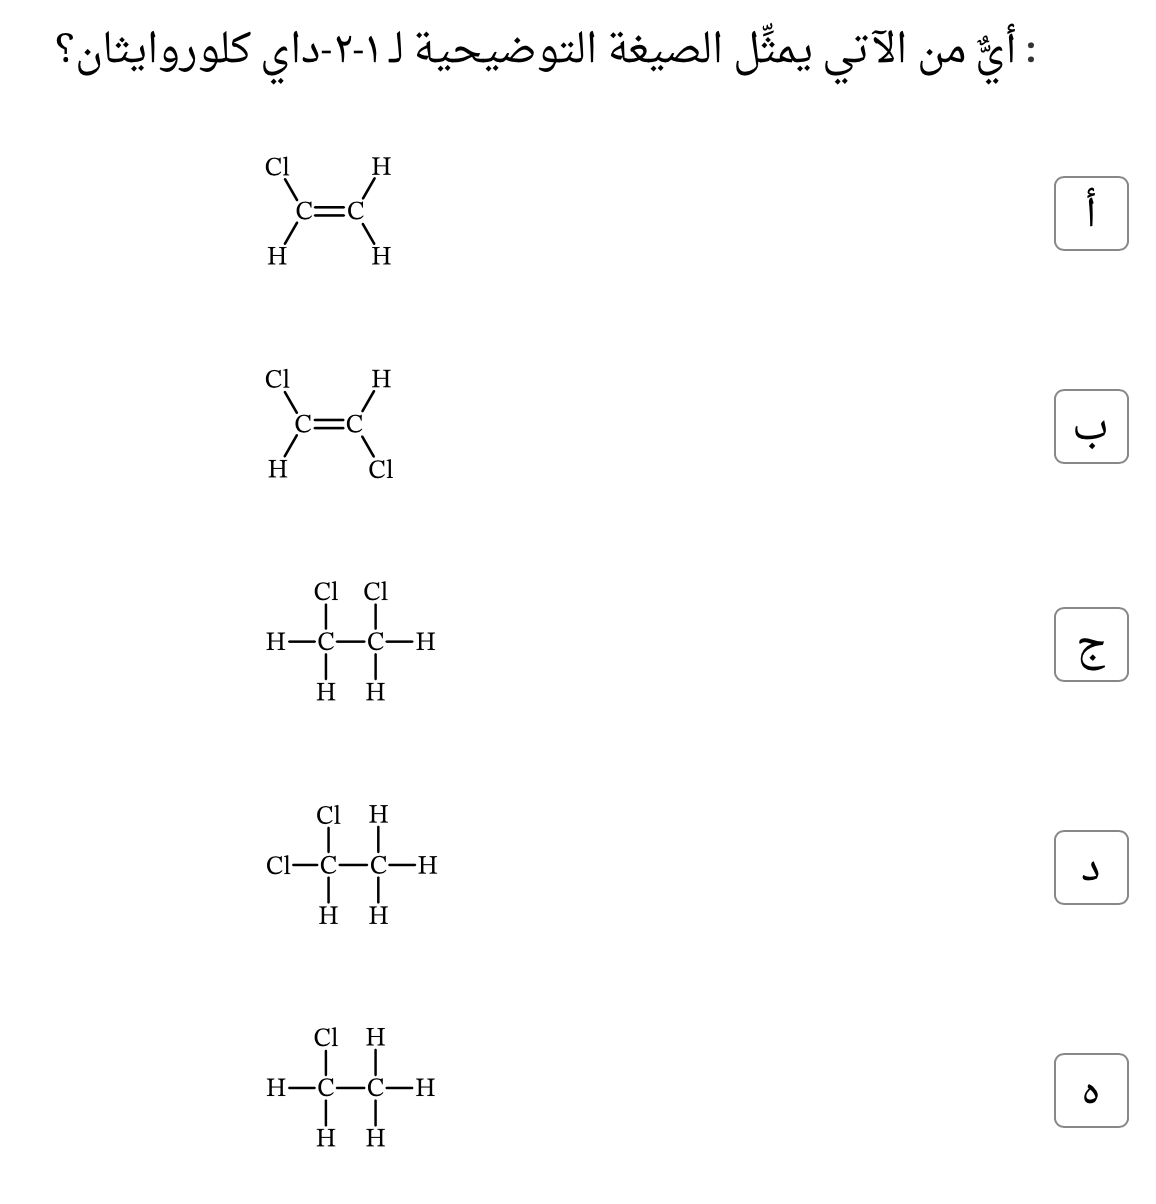 : أيٌّ من الآتي يمثِّل الصيغة التوضيحية لـ ١-٢-داي كلوروايثان؟
أ
Cl H
C=C
H H
ب
Cl H
C=C
H Cl
ج
Cl Cl
H—C—C—H
H H
د
Cl H
Cl—C—C—H
H H
ه
Cl H
H—C—C—H
H H